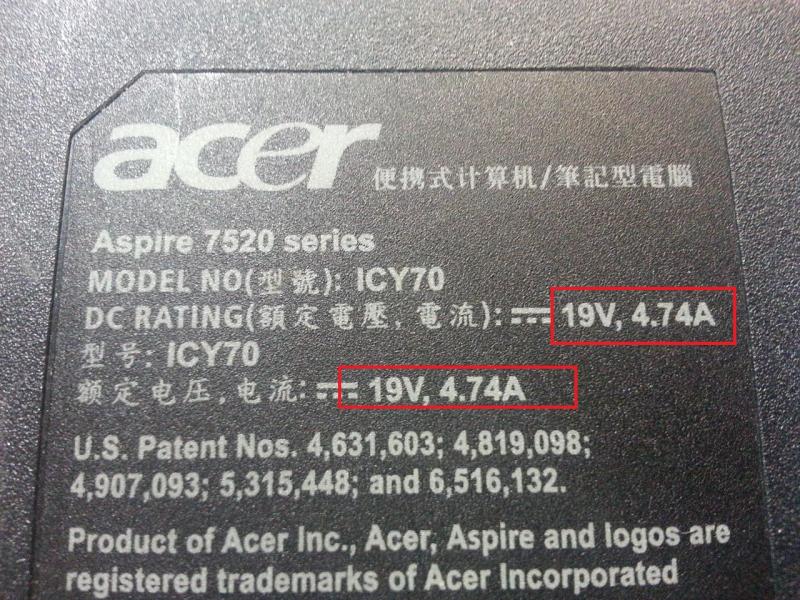 acer 便携式计算机/筆記型電腦
Aspire 7520 series
MODEL NO(型號): ICY70
DC RATING(額定電壓, 電流): ⎓ 19V, 4.74A
型号: ICY70
额定电压, 电流: ⎓ 19V, 4.74A
U.S. Patent Nos. 4,631,603; 4,819,098;
4,907,093; 5,315,448; and 6,516,132.
Product of Acer Inc., Acer, Aspire and logos are
registered trademarks of Acer Incorporated